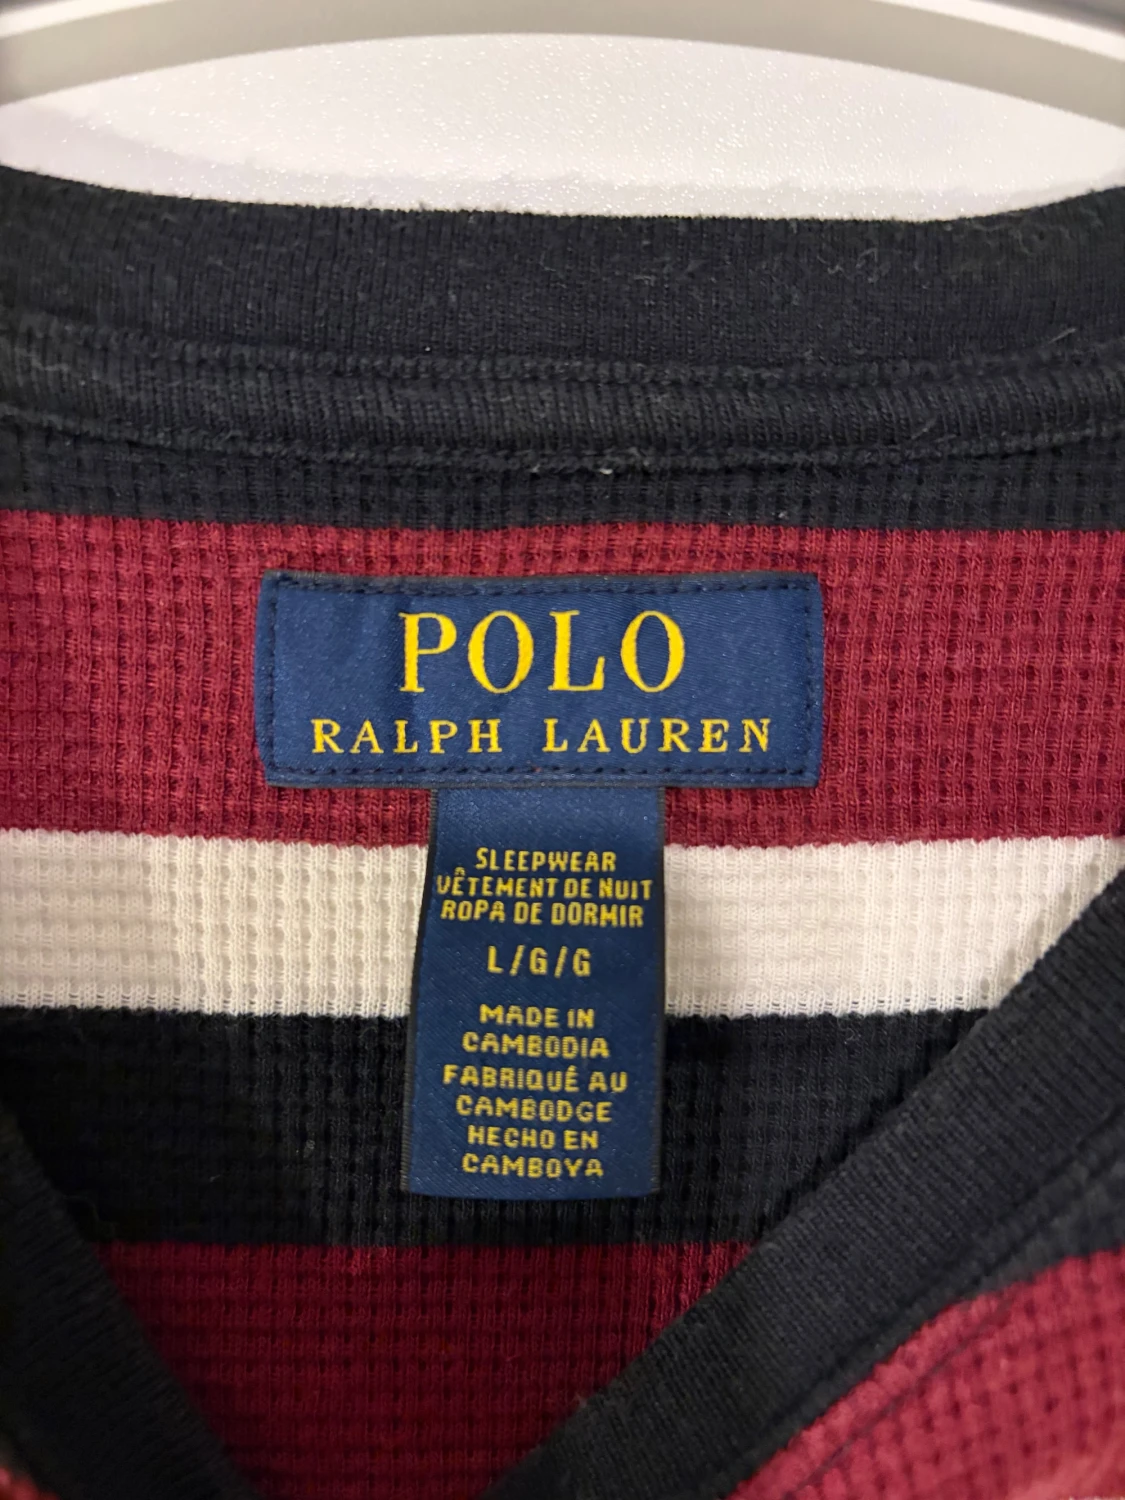 POLO
RALPH LAUREN
SLEEPWEAR
VÊTEMENT DE NUIT
ROPA DE DORMIR
L/G/G
MADE IN
CAMBODIA
FABRIQUÉ AU
CAMBODGE
HECHO EN
CAMBOYA